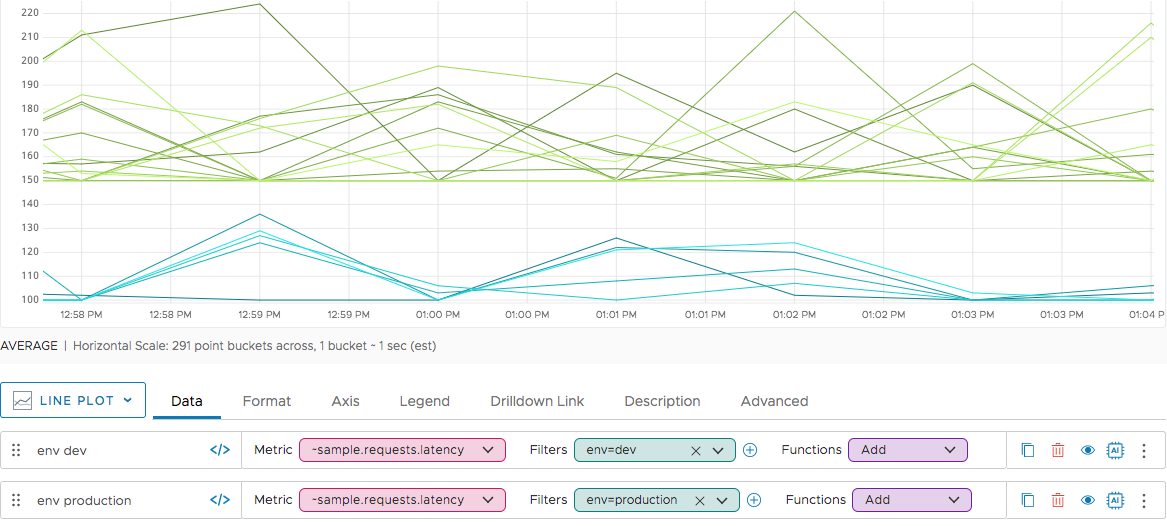 220
210
200
190
180
170
160
150
140
130
120
110
100
12:58 PM 12:58 PM 12:59 PM 12:59 PM 01:00 PM 01:00 PM 01:01 PM 01:01 PM 01:02 PM 01:02 PM 01:03 PM 01:03 PM 01:04 P
AVERAGE | Horizontal Scale: 291 point buckets across, 1 bucket ~ 1 sec (est)
LINE PLOT Data Format Axis Legend Drilldown Link Description Advanced
env dev </> Metric ~sample.requests.latency Filters env=dev Functions Add AI
env production </> Metric ~sample.requests.latency Filters env=production Functions Add AI